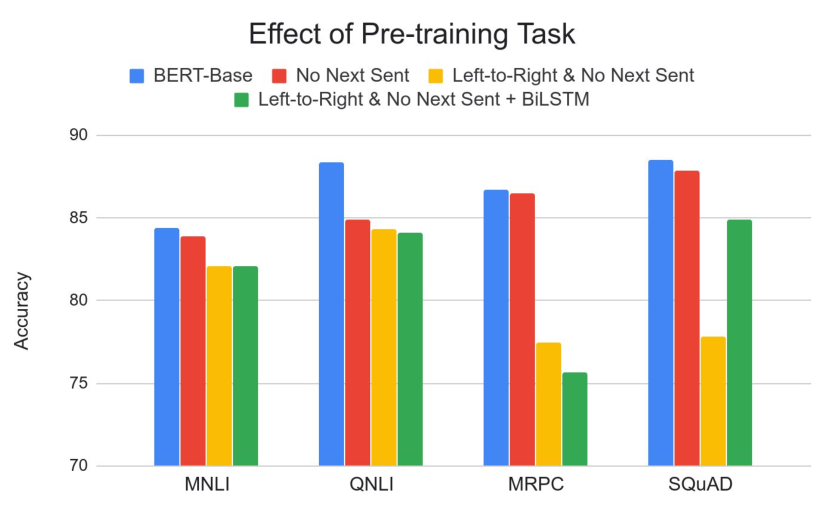 Effect of Pre-training Task
BERT-Base No Next Sent Left-to-Right & No Next Sent
Left-to-Right & No Next Sent + BiLSTM
90
85
80
75
70
Accuracy
MNLI QNLI MRPC SQuAD